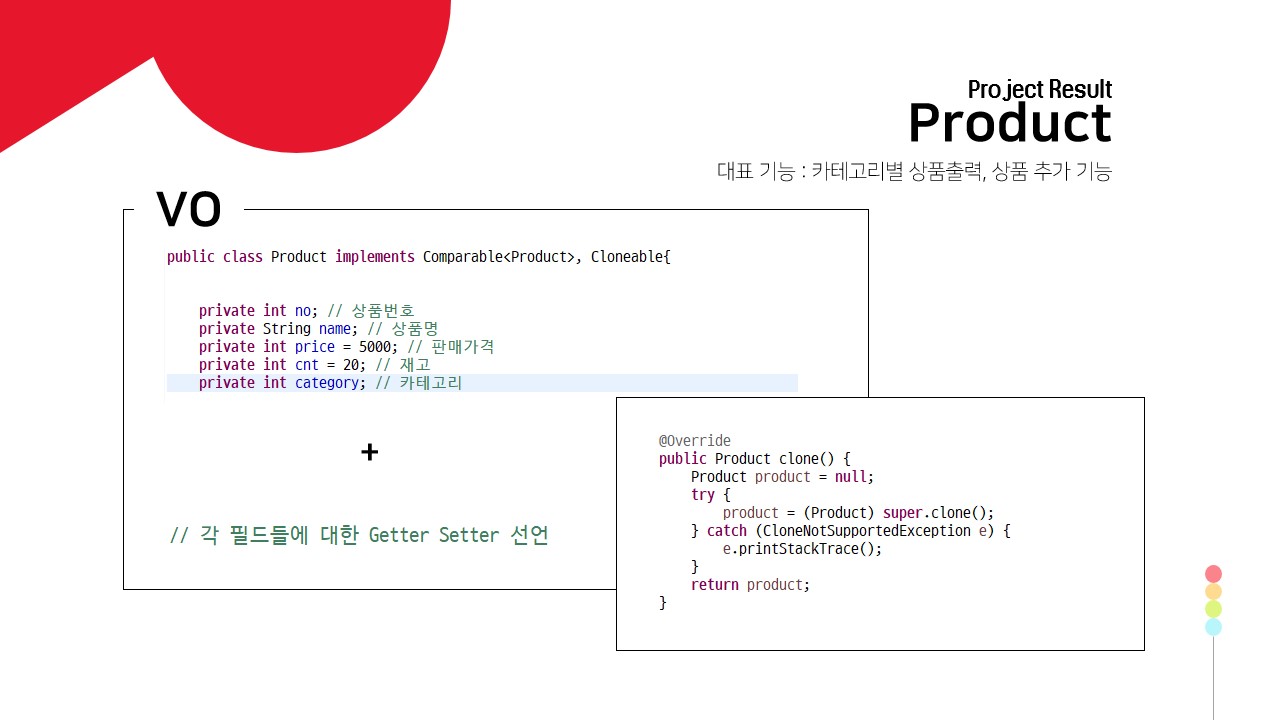 Project Result
Product
대표 기능 : 카테고리별 상품출력, 상품 추가 기능
VO
public class Product implements Comparable<Product>, Cloneable{
private int no; // 상품번호
private String name; // 상품명
private int price = 5000; // 판매가격
private int cnt = 20; // 재고
private int category; // 카테고리
+
// 각 필드들에 대한 Getter Setter 선언
@Override
public Product clone() {
Product product = null;
try {
product = (Product) super.clone();
} catch (CloneNotSupportedException e) {
e.printStackTrace();
}
return product;
}